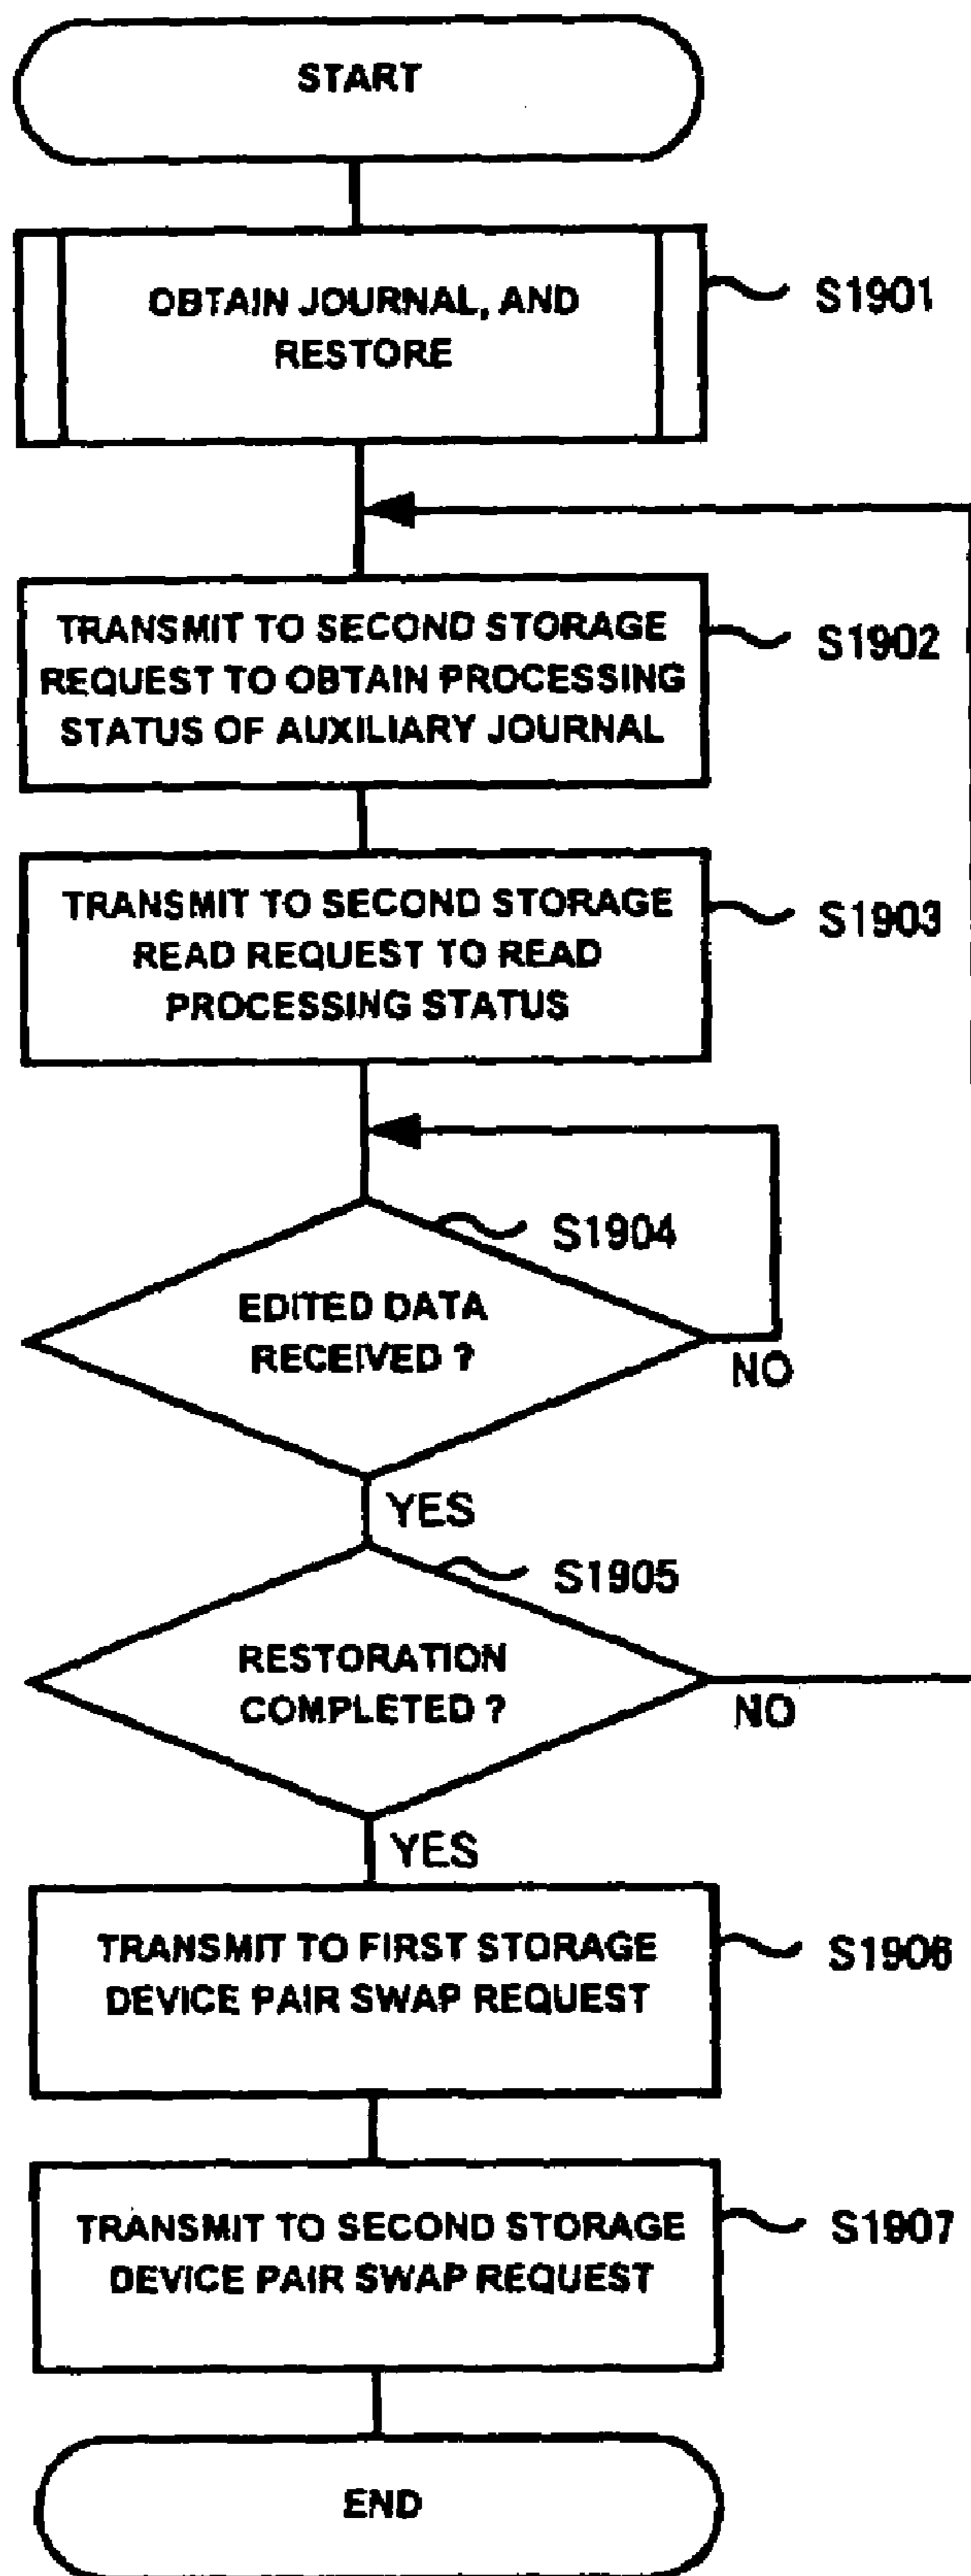 START
OBTAIN JOURNAL, AND
RESTORE
S1901
TRANSMIT TO SECOND STORAGE
REQUEST TO OBTAIN PROCESSING
STATUS OF AUXILIARY JOURNAL
S1902
TRANSMIT TO SECOND STORAGE
READ REQUEST TO READ
PROCESSING STATUS
S1903
S1904
EDITED DATA
RECEIVED ?
NO
YES
S1905
RESTORATION
COMPLETED ?
NO
YES
TRANSMIT TO FIRST STORAGE
DEVICE PAIR SWAP REQUEST
S1906
TRANSMIT TO SECOND STORAGE
DEVICE PAIR SWAP REQUEST
S1907
END